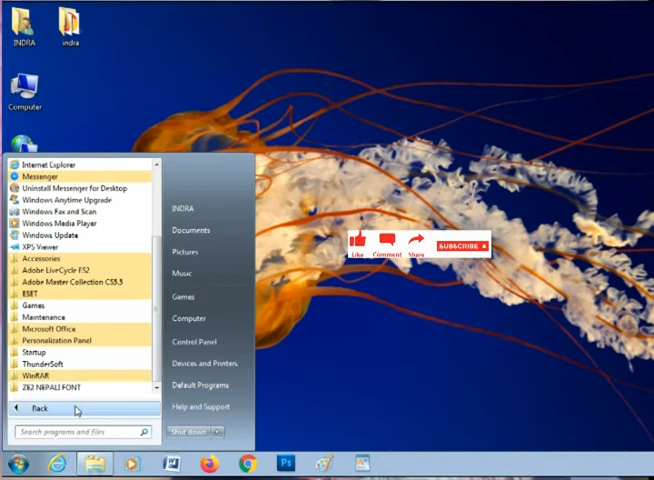 INDRA
indra
Computer
Internet Explorer
Messenger
Uninstall Messenger for Desktop
Windows Anytime Upgrade
Windows Fax and Scan
Windows Media Player
Windows Update
XPS Viewer
Accessories
Adobe LiveCycle ES2
Adobe Master Collection CS5.5
ESET
Games
Maintenance
Microsoft Office
Personalization Panel
Startup
ThunderSoft
WinRAR
ZE2 NEPALI FONT
Back
Search programs and files
INDRA
Documents
Pictures
Music
Games
Computer
Control Panel
Devices and Printers
Default Programs
Help and Support
Shut down
Like
Comment
Share
SUBSCRIBE
W
Ps